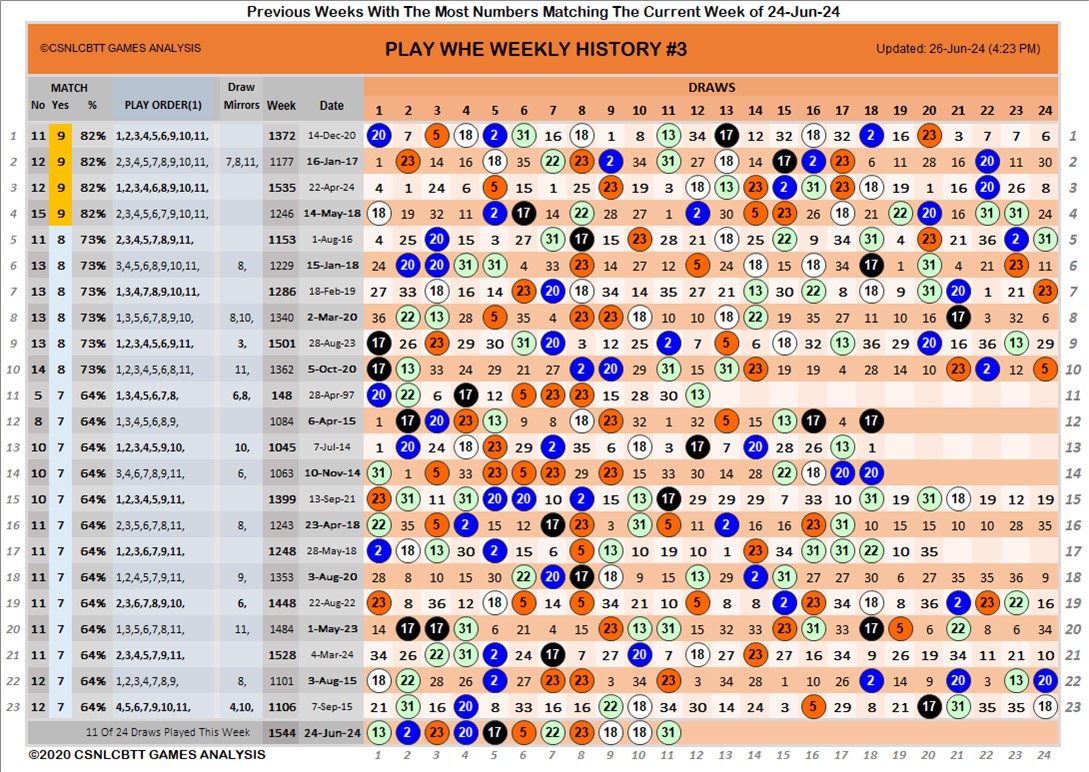 Previous Weeks With The Most Numbers Matching The Current Week of 24-Jun-24
©CSNLCBTT GAMES ANALYSIS PLAY WHE WEEKLY HISTORY #3 Updated: 26-Jun-24 (4:23 PM)
MATCH Draw DRAWS
No Yes % PLAY ORDER(1) Mirrors Week Date 1 2 3 4 5 6 7 8 9 10 11 12 13 14 15 16 17 18 19 20 21 22 23 24
1 11 9 82% 1,2,3,4,5,6,9,10,11, 1372 14-Dec-20 20 7 5 18 2 31 16 18 1 8 31 34 17 12 32 18 32 2 16 23 3 7 7 6 1
2 12 9 82% 2,3,4,5,7,8,9,10,11, 7,8,11, 1177 16-Jan-17 1 23 14 16 18 35 22 23 2 34 31 27 18 14 17 2 23 6 11 28 16 20 11 30 2
3 12 9 82% 1,2,3,4,6,8,9,10,11, 1535 22-Apr-24 4 1 24 6 5 15 1 25 23 19 3 18 13 23 2 31 23 18 19 1 16 20 26 8 3
4 15 9 82% 2,3,4,5,6,7,9,10,11, 1246 14-May-18 18 19 32 11 2 17 14 22 28 27 1 2 30 5 23 26 18 21 22 20 16 31 31 24 4
5 11 8 73% 2,3,4,5,7,8,9,11, 1153 1-Aug-16 4 25 20 15 3 27 31 17 15 23 28 21 18 25 22 9 34 31 4 23 21 36 2 31 5
6 13 8 73% 3,4,5,6,8,9,10,11, 8, 1229 15-Jan-18 24 20 20 31 31 4 33 23 14 27 12 5 24 18 15 18 34 17 1 31 4 21 23 11 6
7 13 8 73% 1,3,4,7,8,9,10,11, 1286 18-Feb-19 27 33 18 16 14 23 20 18 34 14 35 27 21 13 30 22 8 18 9 31 20 1 21 23 7
8 13 8 73% 1,3,5,6,7,8,9,10, 8,10, 1340 2-Mar-20 36 22 13 28 5 35 4 23 23 18 10 10 18 22 19 35 27 11 10 16 17 3 32 6 8
9 13 8 73% 1,2,3,4,5,6,9,11, 3, 1501 28-Aug-23 17 26 23 29 30 31 20 3 12 25 2 7 5 15 18 32 13 36 29 20 16 36 13 29 9
10 14 8 73% 1,2,3,4,5,6,8,11, 11, 1362 5-Oct-20 17 13 33 24 29 21 27 2 20 29 31 15 31 23 19 19 4 28 14 10 23 2 12 5 10
11 5 7 64% 1,3,4,5,6,7,8, 6,8, 148 28-Apr-97 20 22 6 17 12 5 23 23 15 28 30 13 11
12 8 7 64% 1,3,4,5,6,8,9, 1084 6-Apr-15 1 17 20 23 13 9 8 18 23 32 1 32 5 15 13 17 4 17 12
13 10 7 64% 1,2,3,4,5,9,10, 10, 1045 7-Jul-14 1 20 24 18 23 29 2 35 6 18 3 17 7 20 28 26 13 1 13
14 10 7 64% 3,4,6,7,8,9,11, 6, 1063 10-Nov-14 31 1 5 33 23 5 23 29 23 15 33 30 14 28 22 18 20 20 14
15 10 7 64% 1,2,3,4,5,9,11, 1399 13-Sep-21 23 31 11 31 20 20 10 2 15 13 17 29 29 29 7 33 10 31 19 31 18 19 12 19 15
16 11 7 64% 2,3,5,6,7,8,11, 8, 1243 23-Apr-18 22 35 5 2 15 12 17 23 3 31 5 13 2 16 16 23 31 10 15 15 10 10 28 35 16
17 11 7 64% 1,2,3,6,7,9,11, 1248 28-May-18 2 18 13 30 2 15 6 5 13 10 19 10 1 23 34 31 31 22 10 35 17
18 11 7 64% 1,2,4,5,7,9,11, 9, 1353 3-Aug-20 28 8 10 15 30 22 20 17 18 9 15 13 29 2 31 27 27 30 6 27 35 35 36 9 18
19 11 7 64% 2,3,6,7,8,9,10, 6, 1448 22-Aug-22 23 8 36 12 18 5 14 5 34 21 10 5 8 8 2 23 34 18 8 36 2 23 22 16 19
20 11 7 64% 1,3,5,6,7,8,11, 11, 1484 1-May-23 14 17 17 31 6 21 4 15 23 13 31 15 32 33 23 31 33 17 5 6 22 8 6 34 20
21 11 7 64% 2,3,4,5,7,9,11, 1528 4-Mar-24 34 26 22 31 2 24 17 7 27 20 7 18 27 23 21 16 34 9 26 19 34 11 21 10 21
22 12 7 64% 1,2,3,4,7,8,9, 8, 1101 3-Aug-15 18 22 28 26 2 27 23 23 3 34 23 3 34 28 22 1 10 2 14 9 20 3 13 20 22
23 12 7 64% 4,5,6,7,9,10,11, 4,10, 1106 7-Sep-15 21 31 16 20 8 33 16 16 22 18 34 30 14 24 3 5 29 8 21 17 31 35 35 18 23
11 Of 24 Draws Played This Week 1544 24-Jun-24 13 2 23 20 17 5 22 23 18 18 31
©2020 CSNLCBTT GAMES ANALYSIS 1 2 3 4 5 6 7 8 9 10 11 12 13 14 15 16 17 18 19 20 21 22 23 24